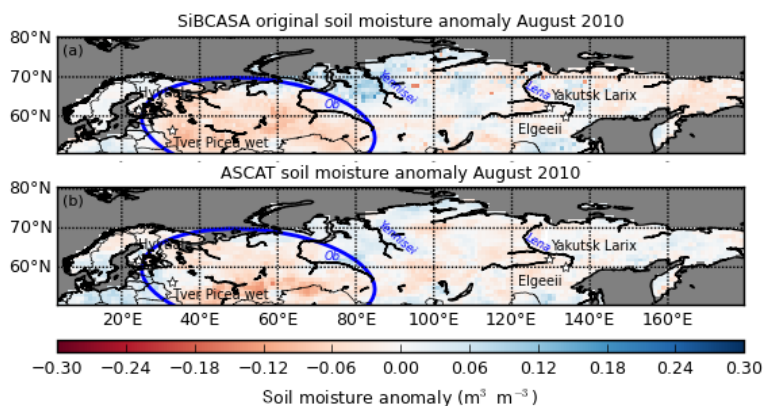 SiBCASA original soil moisture anomaly August 2010
80°N
(a)
70°N
60°N
Yennisei
Ob
Lena
Yakutsk Larix
Elgeeii
Tver Picea wet
ASCAT soil moisture anomaly August 2010
80°N
(b)
70°N
60°N
Yennisei
Ob
Lena
Yakutsk Larix
Elgeeii
Tver Picea wet
20°E 40°E 60°E 80°E 100°E 120°E 140°E 160°E
−0.30 −0.24 −0.18 −0.12 −0.06 0.00 0.06 0.12 0.18 0.24 0.30
Soil moisture anomaly (m³ m⁻³)